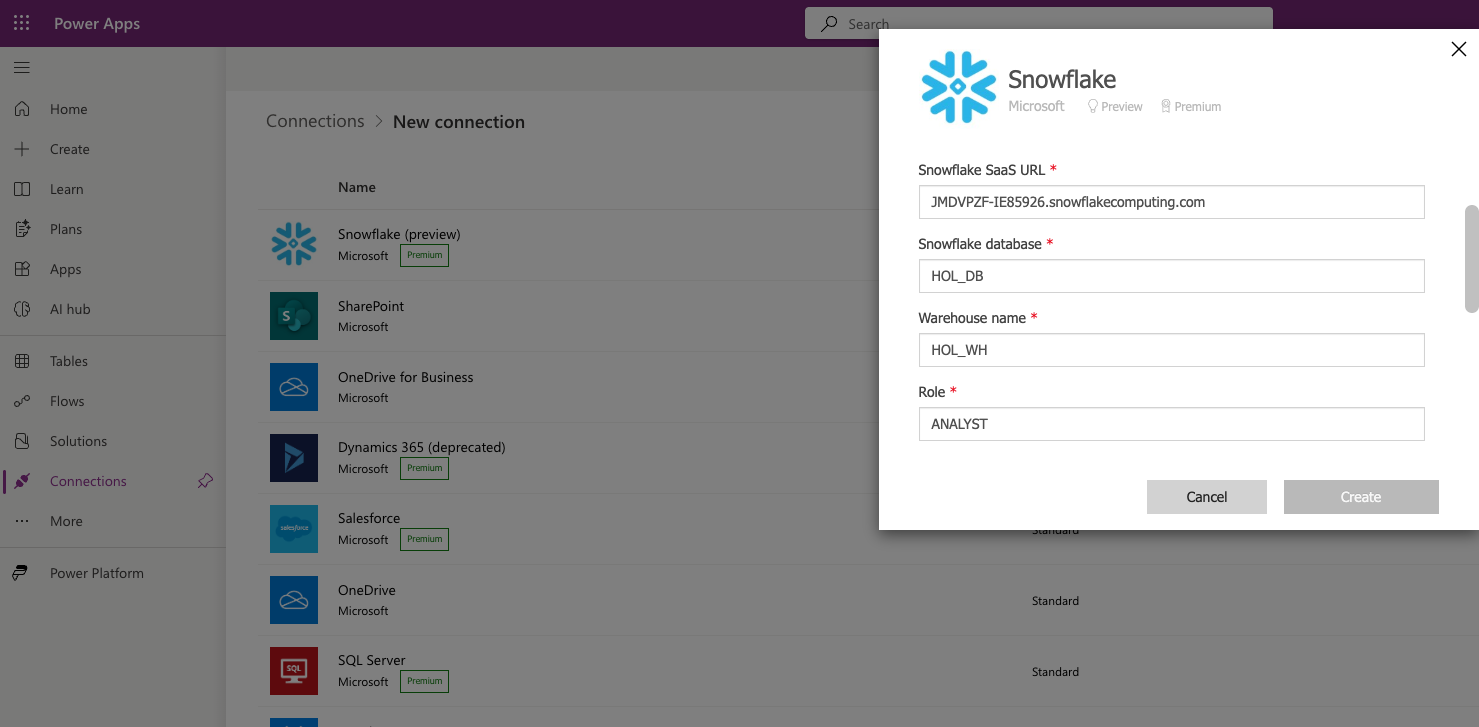 Power Apps
Search
Home
Create
Learn
Plans
Apps
AI hub
Tables
Flows
Solutions
Connections
More
Power Platform
Connections > New connection
Name
Snowflake (preview)
Microsoft Premium
SharePoint
Microsoft
OneDrive for Business
Microsoft
Dynamics 365 (deprecated)
Microsoft Premium
Salesforce
Microsoft Premium
Standard
OneDrive
Microsoft
Standard
SQL Server
Microsoft Premium
Standard
S
salesforce
SQL
Snowflake
Microsoft Preview Premium
Snowflake SaaS URL *
JMDVPZF-IE85926.snowflakecomputing.com
Snowflake database *
HOL_DB
Warehouse name *
HOL_WH
Role *
ANALYST
Cancel Create